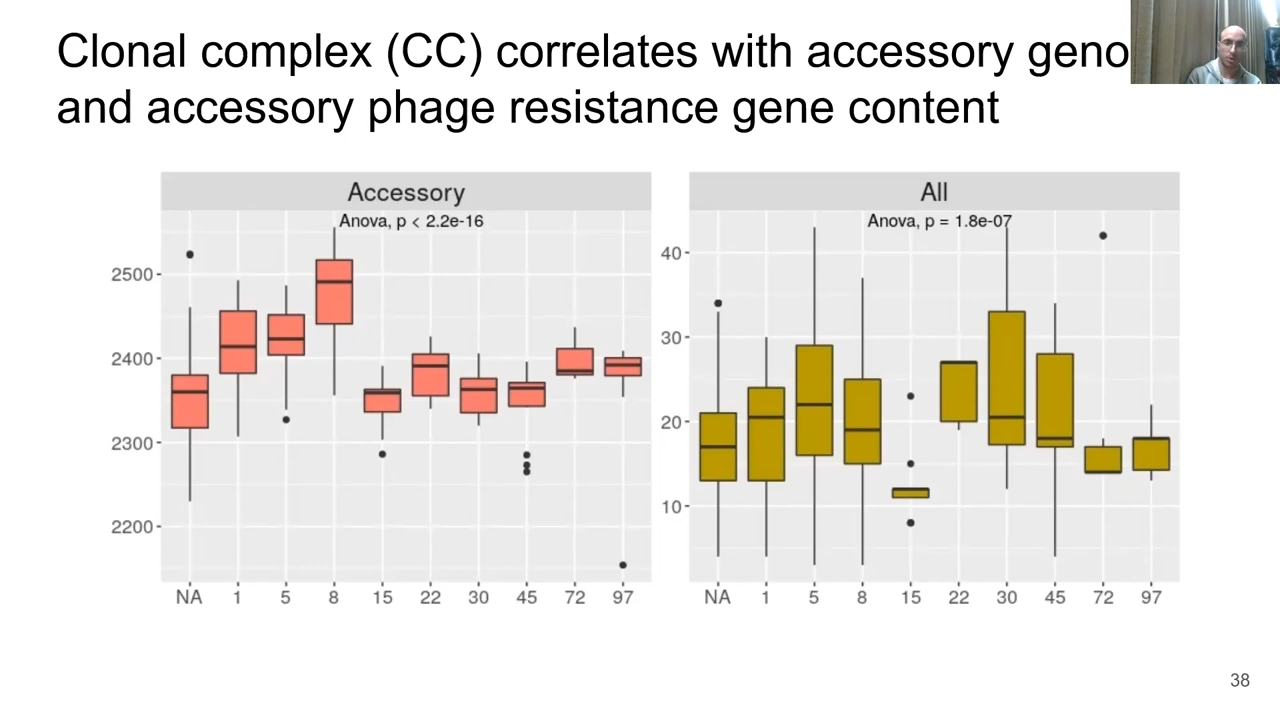 Clonal complex (CC) correlates with accessory geno
and accessory phage resistance gene content
Accessory
Anova, p < 2.2e-16
2500
2400
2300
2200
NA 1 5 8 15 22 30 45 72 97
All
Anova, p = 1.8e-07
40
30
20
10
NA 1 5 8 15 22 30 45 72 97
38